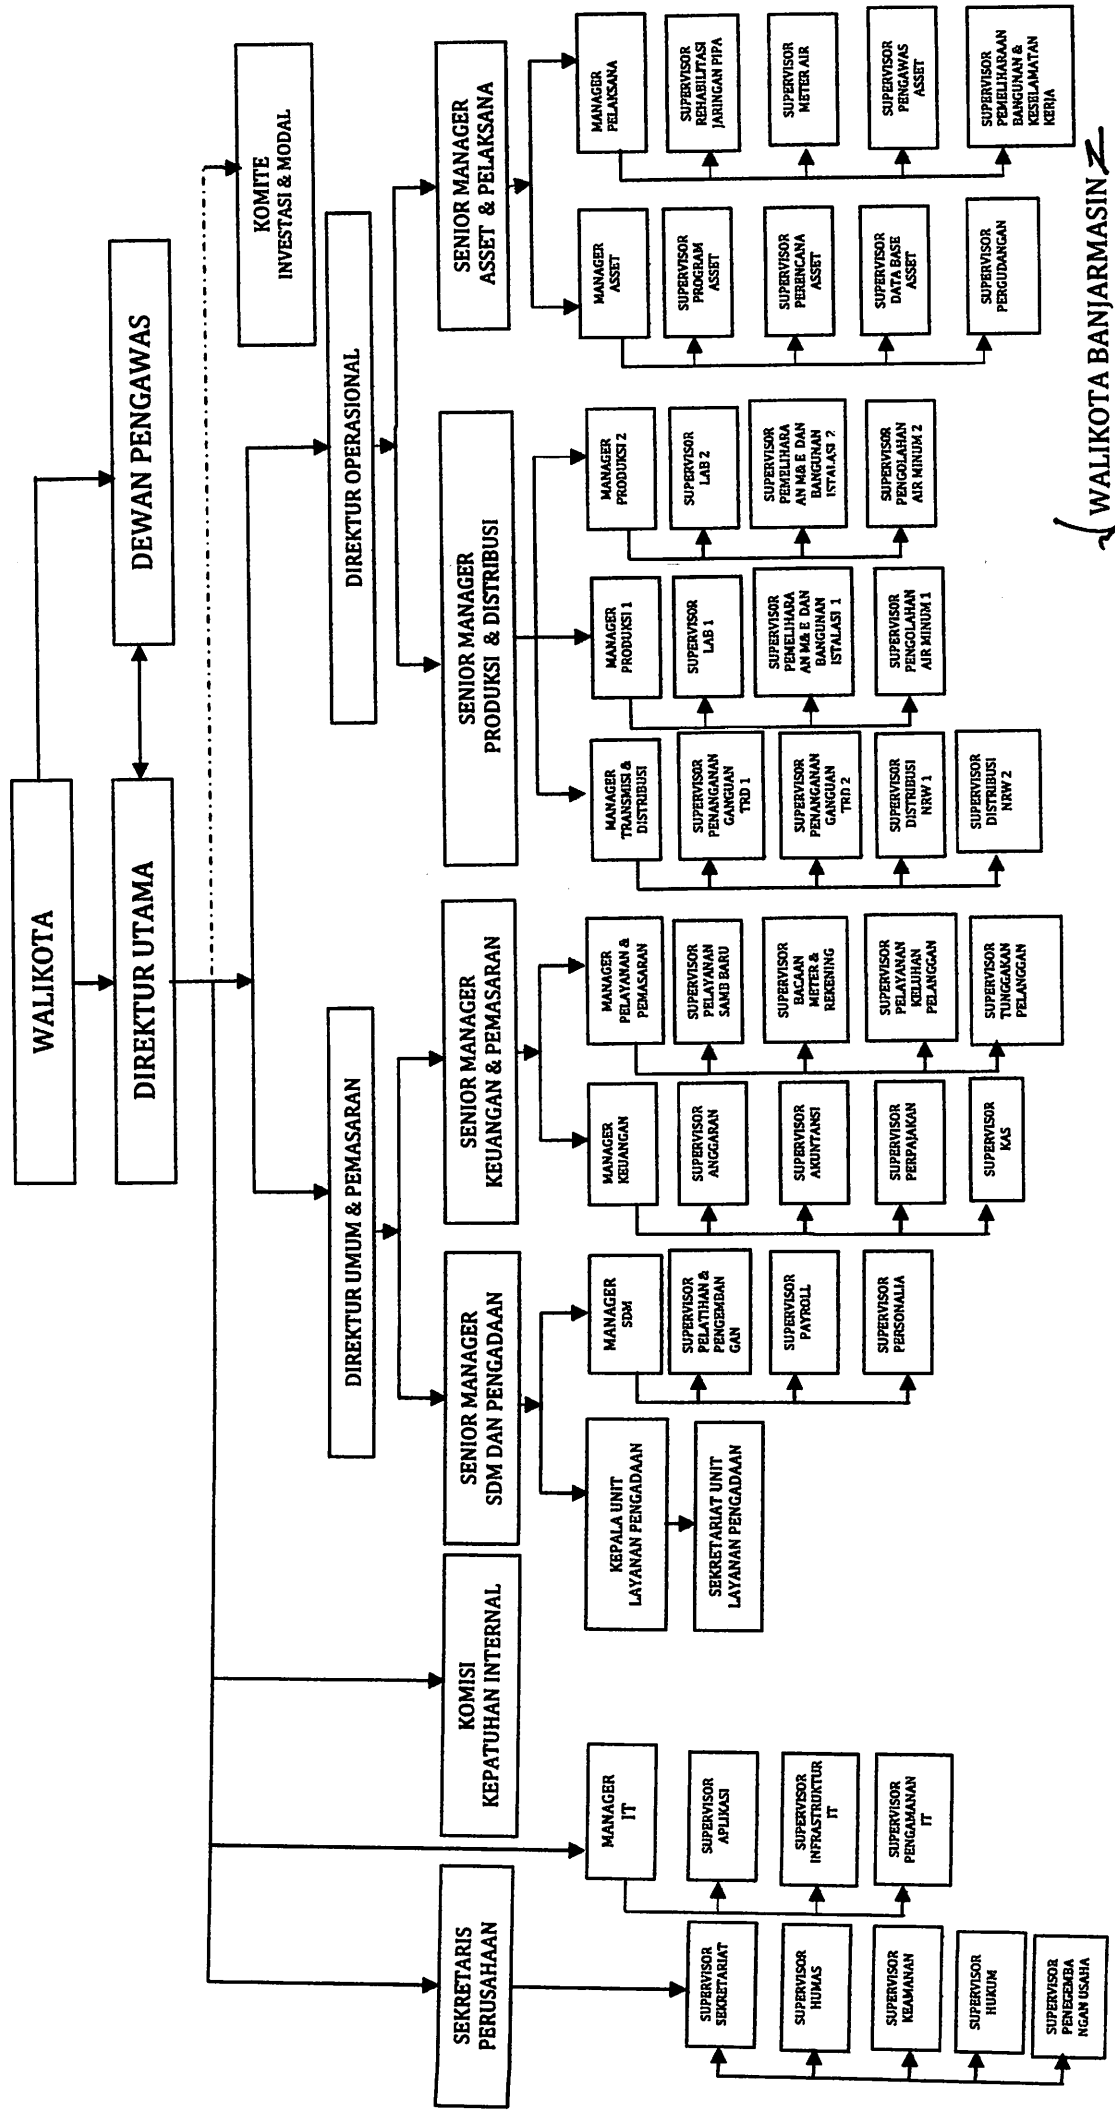 WALIKOTA
DEWAN PENGAWAS
DIREKTUR UTAMA
KOMITE
INVESTASI & MODAL
DIREKTUR UMUM & PEMASARAN
DIREKTUR OPERASIONAL
SEKRETARIS
PERUSAHAAN
KOMISI
KEPATUHAN INTERNAL
SENIOR MANAGER
SDM DAN PENGADAAN
SENIOR MANAGER
KEUANGAN & PEMASARAN
SENIOR MANAGER
PRODUKSI & DISTRIBUSI
SENIOR MANAGER
ASSET & PELAKSANA
SUPERVISOR
SEKRETARIAT
SUPERVISOR
HUMAS
SUPERVISOR
KEAMANAN
SUPERVISOR
HUKUM
SUPERVISOR
PENEGEMBA
NGAN USAHA
MANAGER
IT
SUPERVISOR
APLIKASI
SUPERVISOR
INFRASTRUKTUR
IT
SUPERVISOR
PENGAMANAN
IT
KEPALA UNIT
LAYANAN PENGADAAN
SEKRETARIAT UNIT
LAYANAN PENGADAAN
MANAGER
SDM
SUPERVISOR
PELATIHAN &
PENGEMBAN
GAN
SUPERVISOR
PAYROLL
SUPERVISOR
PERSONALIA
MANAGER
KEUANGAN
SUPERVISOR
ANGGARAN
SUPERVISOR
AKUNTANSI
SUPERVISOR
PERPAJAKAN
SUPERVISOR
KAS
MANAGER
PELAYANAN &
PEMASARAN
SUPERVISOR
PELAYANAN
SAMB BARU
SUPERVISOR
BACAAN
METER &
REKENING
SUPERVISOR
PELAYANAN
KELUHAN
PELANGGAN
SUPERVISOR
TUNGGAKAN
PELANGGAN
MANAGER
TRANSMISI &
DISTRIBUSI
SUPERVISOR
PENANGANAN
GANGUAN
TRD 1
SUPERVISOR
PENANGANAN
GANGUAN
TRD 2
SUPERVISOR
DISTRIBUSI
NRW 1
SUPERVISOR
DISTRIBUSI
NRW 2
MANAGER
PRODUKSI 1
SUPERVISOR
LAB 1
SUPERVISOR
PEMELIHARA
AN M& E DAN
BANGUNAN
ISTALASI 1
SUPERVISOR
PENGOLAHAN
AIR MINUM 1
MANAGER
PRODUKSI 2
SUPERVISOR
LAB 2
SUPERVISOR
PEMELIHARA
AN M& E DAN
BANGUNAN
ISTALASI 2
SUPERVISOR
PENGOLAHAN
AIR MINUM 2
MANAGER
ASSET
SUPERVISOR
PROGRAM
ASSET
SUPERVISOR
PERENCANA
ASSET
SUPERVISOR
DATA BASE
ASSET
SUPERVISOR
PERGUDANGAN
MANAGER
PELAKSANA
SUPERVISOR
REHABILITASI
JARINGAN PIPA
SUPERVISOR
METER AIR
SUPERVISOR
PENGAWAS
ASSET
SUPERVISOR
PEMELIHARAAN
BANGUNAN &
KESELAMATAN
KERJA
WALIKOTA BANJARMASIN